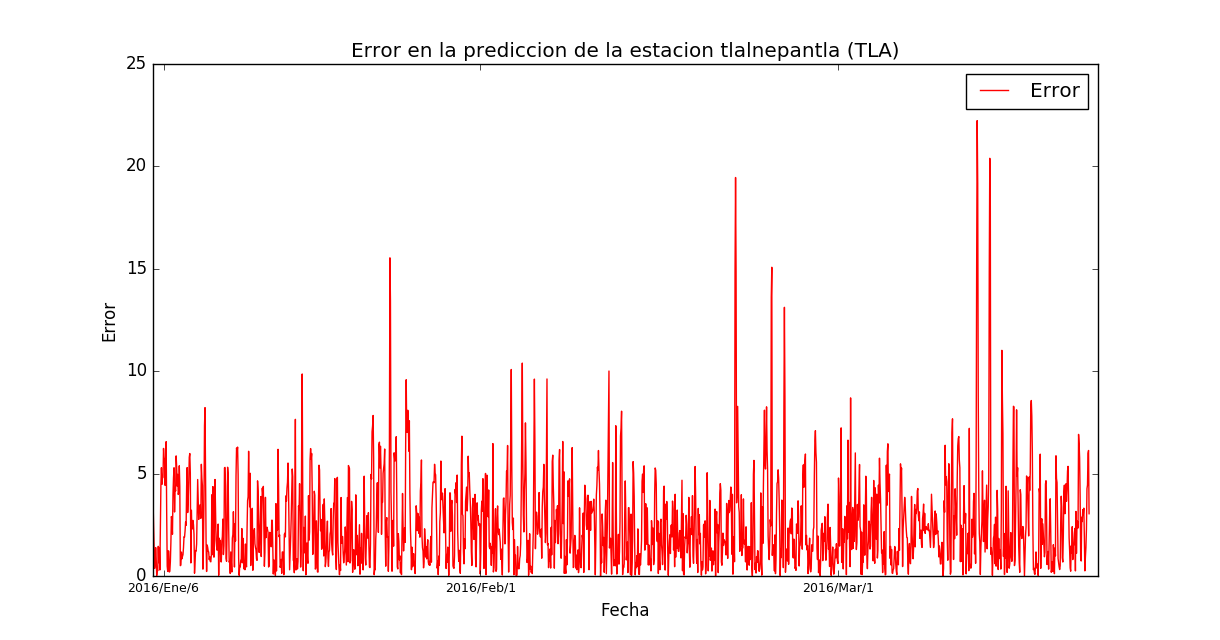 Error en la prediccion de la estacion tlalnepantla (TLA)
Error
25
20
15
10
5
0
Error
2016/Ene/6
2016/Feb/1
2016/Mar/1
Fecha